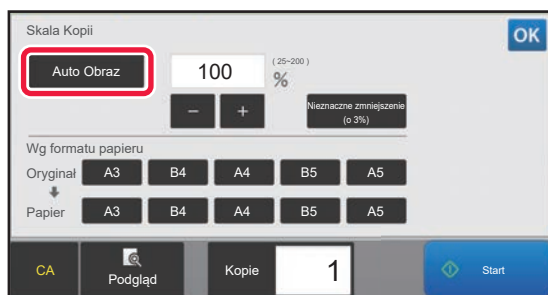 Skala Kopii
OK
Auto Obraz
100
(25~200)
%
−
+
Nieznaczne zmniejszenie
(o 3%)
Wg formatu papieru
Oryginał A3 B4 A4 B5 A5
Papier A3 B4 A4 B5 A5
CA
Podgląd
Kopie
1
Start